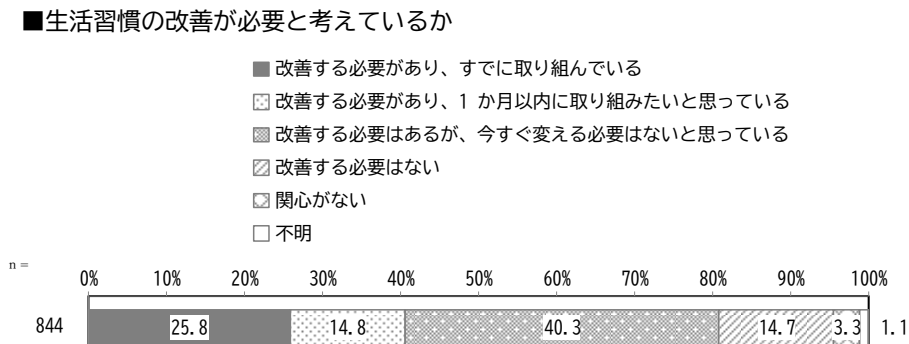 ■生活習慣の改善が必要と考えているか
改善する必要があり、すでに取り組んでいる
改善する必要があり、1 か月以内に取り組みたいと思っている
改善する必要はあるが、今すぐ変える必要はないと思っている
改善する必要はない
関心がない
不明
n =
0% 10% 20% 30% 40% 50% 60% 70% 80% 90% 100%
844 25.8 14.8 40.3 14.7 3.3 1.1